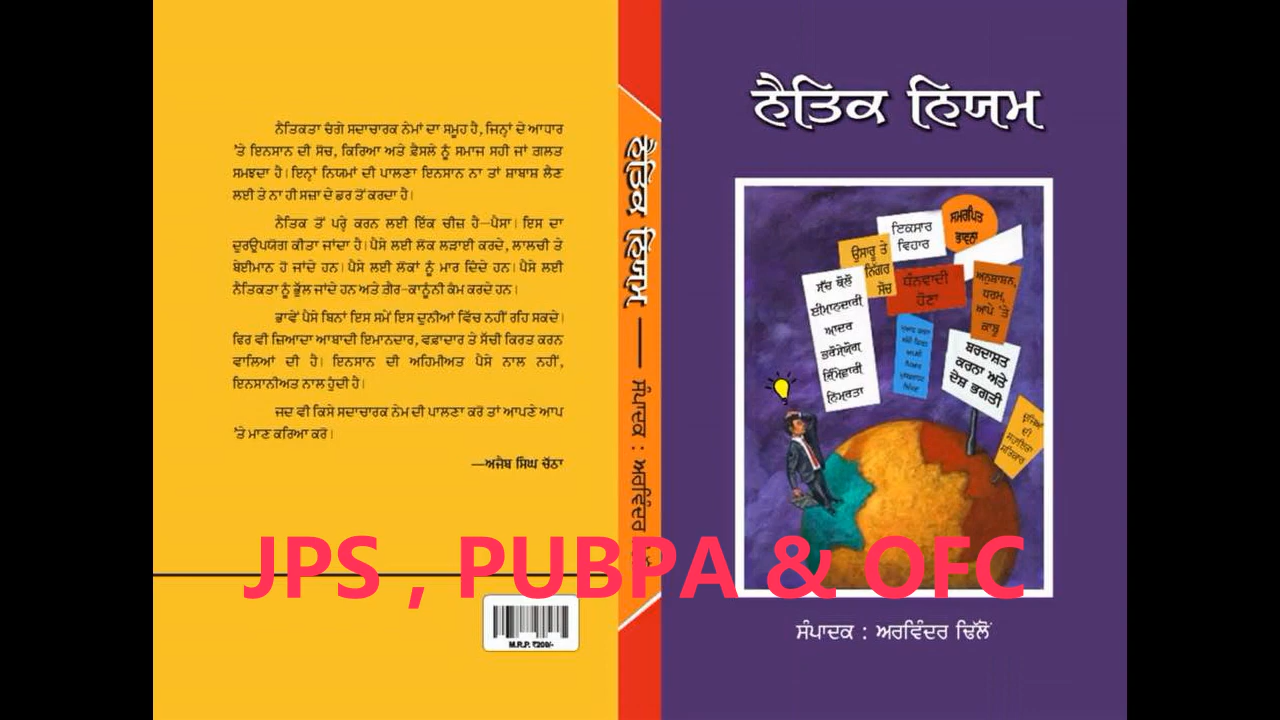 ਨੈਤਿਕਤਾ ਚੰਗੇ ਸਦਾਚਾਰਕ ਨੇਮਾਂ ਦਾ ਸਮੂਹ ਹੈ, ਜਿਨ੍ਹਾਂ ਦੇ ਆਧਾਰ
'ਤੇ ਇਨਸਾਨ ਦੀ ਸੋਚ, ਕਿਰਿਆ ਅਤੇ ਫ਼ੈਸਲੇ ਨੂੰ ਸਮਾਜ ਸਹੀ ਜਾਂ ਗ਼ਲਤ
ਸਮਝਦਾ ਹੈ। ਇਨ੍ਹਾਂ ਨਿਯਮਾਂ ਦੀ ਪਾਲਣਾ ਇਨਸਾਨ ਨਾ ਤਾਂ ਸ਼ਾਬਾਸ਼ ਲੈਣ
ਲਈ ਤੇ ਨਾ ਹੀ ਸਜ਼ਾ ਦੇ ਡਰ ਤੋਂ ਕਰਦਾ ਹੈ।
ਨੈਤਿਕ ਤੋਂ ਪਰ੍ਹੇ ਕਰਨ ਲਈ ਇੱਕ ਚੀਜ਼ ਹੈ—ਪੈਸਾ। ਇਸ ਦਾ
ਦੁਰਉਪਯੋਗ ਕੀਤਾ ਜਾਂਦਾ ਹੈ। ਪੈਸੇ ਲਈ ਲੋਕ ਲੜਾਈ ਕਰਦੇ, ਲਾਲਚੀ ਤੇ
ਬੇਈਮਾਨ ਹੋ ਜਾਂਦੇ ਹਨ। ਪੈਸੇ ਲਈ ਲੋਕਾਂ ਨੂੰ ਮਾਰ ਦਿੰਦੇ ਹਨ। ਪੈਸੇ ਲਈ
ਨੈਤਿਕਤਾ ਨੂੰ ਭੁੱਲ ਜਾਂਦੇ ਹਨ ਅਤੇ ਗ਼ੈਰ-ਕਾਨੂੰਨੀ ਕੰਮ ਕਰਦੇ ਹਨ।
ਭਾਵੇਂ ਪੈਸੇ ਬਿਨਾਂ ਇਸ ਸਮੇਂ ਇਸ ਦੁਨੀਆਂ ਵਿੱਚ ਨਹੀਂ ਰਹਿ ਸਕਦੇ।
ਫਿਰ ਵੀ ਜ਼ਿਆਦਾ ਆਬਾਦੀ ਇਮਾਨਦਾਰ, ਵਫ਼ਾਦਾਰ ਤੇ ਸੱਚੀ ਕਿਰਤ ਕਰਨ
ਵਾਲਿਆਂ ਦੀ ਹੈ। ਇਨਸਾਨ ਦੀ ਅਹਿਮੀਅਤ ਪੈਸੇ ਨਾਲ ਨਹੀਂ,
ਇਨਸਾਨੀਅਤ ਨਾਲ ਹੁੰਦੀ ਹੈ।
ਜਦ ਵੀ ਕਿਸੇ ਸਦਾਚਾਰਕ ਨੇਮ ਦੀ ਪਾਲਣਾ ਕਰੋ ਤਾਂ ਆਪਣੇ ਆਪ
'ਤੇ ਮਾਣ ਕਰਿਆ ਕਰੋ।
—ਅਜੈਬ ਸਿੰਘ ਚੱਠਾ
M.R.P. ₹200/-
ਨੈਤਿਕ ਨਿਯਮ — ਸੰਪਾਦਕ : ਅਰਵਿੰਦਰ
ਨੈਤਿਕ ਨਿਯਮ
ਸਮਰਪਿਤ
ਭਾਵਨਾ
ਇਕਸਾਰ
ਵਿਹਾਰ
ਉਸਾਰੂ ਤੇ
ਨਿੱਗਰ
ਸੋਚ
ਧੰਨਵਾਦੀ
ਹੋਣਾ
ਅਨੁਸ਼ਾਸ਼ਨ,
ਧਰਮ,
ਆਪੇ 'ਤੇ
ਕਾਬੂ
ਸੱਚ ਬੋਲੋ
ਈਮਾਨਦਾਰੀ
ਆਦਰ
ਭਰੋਸੇਯੋਗ
ਜ਼ਿੰਮੇਵਾਰੀ
ਨਿਮਰਤਾ
ਬਰਦਾਸ਼ਤ
ਕਰਨਾ ਅਤੇ
ਦੇਸ਼ ਭਗਤੀ
ਦੂਜਿਆਂ
ਦੀ
ਸਹਾਇਤਾ
ਸਤਿਕਾਰ
JPS , PUBPA & OFC
ਸੰਪਾਦਕ : ਅਰਵਿੰਦਰ ਢਿੱਲੋਂ